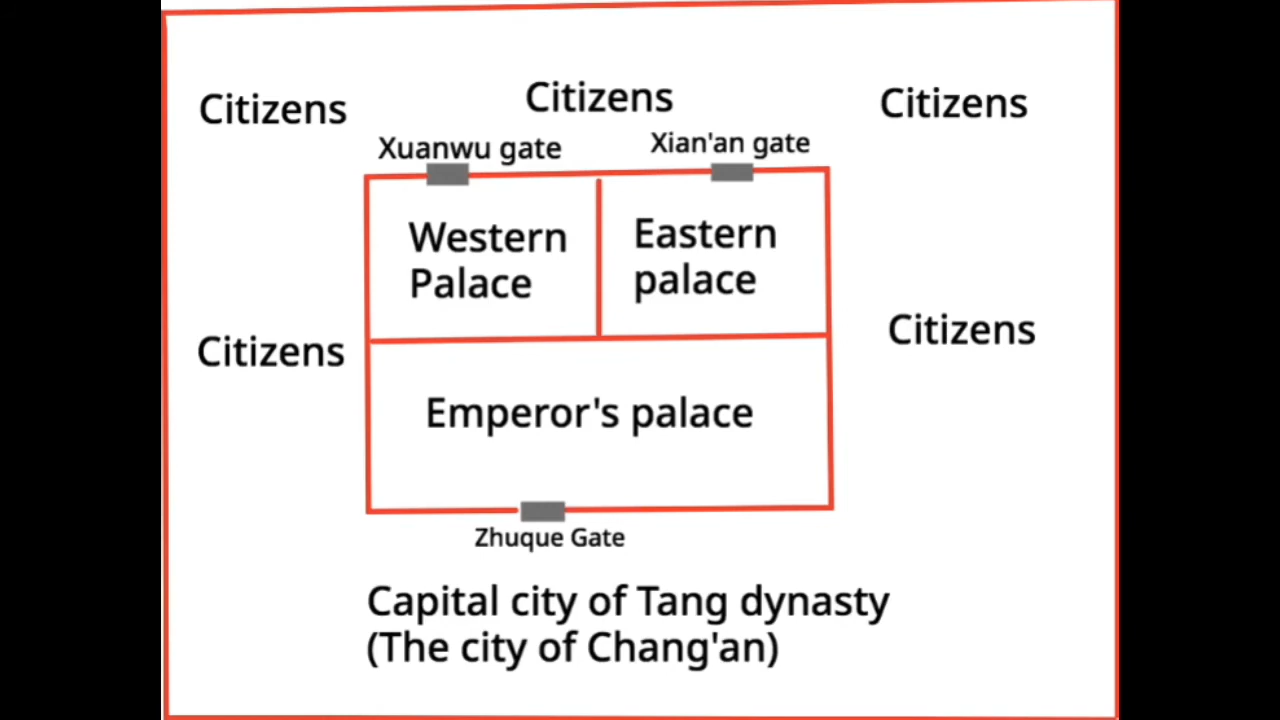 Citizens
Citizens
Citizens
Xuanwu gate
Xian'an gate
Western
Palace
Eastern
palace
Citizens
Citizens
Emperor's palace
Zhuque Gate
Capital city of Tang dynasty
(The city of Chang'an)